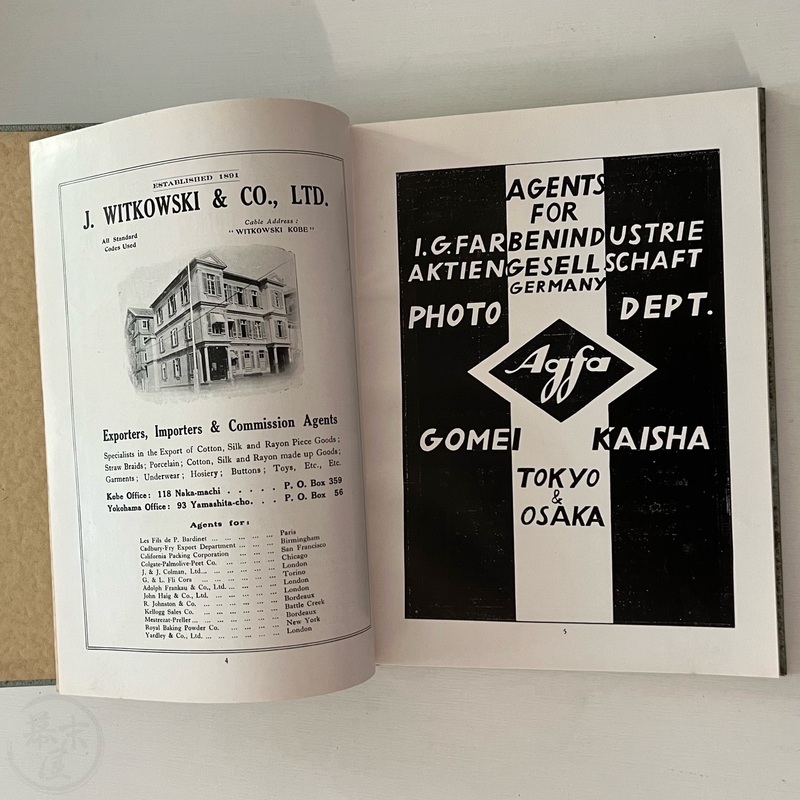 ESTABLISHED 1891
J. WITKOWSKI & CO., LTD.
All Standard
Codes Used
Cable Address:
"WITKOWSKI KOBE"
Exporters, Importers & Commission Agents
Specialists in the Export of Cotton, Silk and Rayon Piece Goods;
Straw Braids; Porcelain; Cotton, Silk and Rayon made up Goods;
Garments; Underwear; Hosiery; Buttons; Toys, Etc., Etc.
Kobe Office: 118 Naka-machi . . . . . P. O. Box 359
Yokohama Office: 93 Yamashita-cho. . . P. O. Box 56
Agents for:
Les Fils de P. Bardinet ... ... ... ... ... Paris
Cadbury-Fry Export Department ... ... ... Birmingham
California Packing Corporation ... ... ... San Francisco
Colgate-Palmolive-Peet Co. ... ... ... ... Chicago
J. & J. Colman, Ltd... ... ... ... ... London
G. & L. Fli Cora ... ... ... ... ... Torino
Adolph Frankau & Co., Ltd. ... ... ... ... London
John Haig & Co., Ltd. ... ... ... ... London
R. Johnston & Co. ... ... ... ... ... Bordeaux
Kellogg Sales Co. ... ... ... ... ... Battle Creek
Mestrezat-Preller... ... ... ... ... ... Bordeaux
Royal Baking Powder Co. ... ... ... ... New York
Yardley & Co., Ltd. ... ... ... ... ... London
4
AGENTS
FOR
I.G.FARBENINDUSTRIE
AKTIENGESELLSCHAFT
GERMANY
PHOTO DEPT.
Agfa
GOMEI KAISHA
TOKYO
&
OSAKA
5
幕末屋